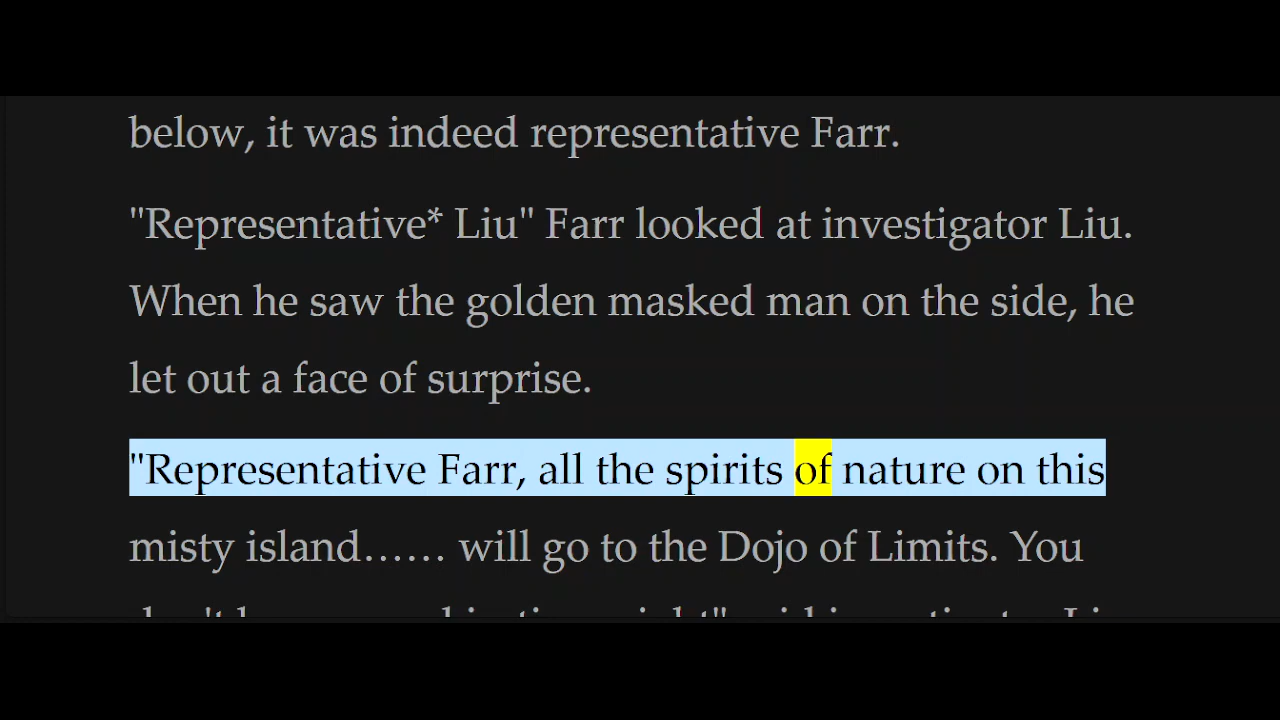 below, it was indeed representative Farr.
"Representative* Liu" Farr looked at investigator Liu.
When he saw the golden masked man on the side, he
let out a face of surprise.
"Representative Farr, all the spirits of nature on this
misty island…… will go to the Dojo of Limits. You